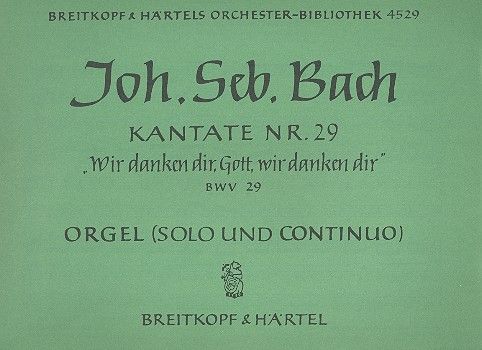 BREITKOPF & HÄRTELS ORCHESTER-BIBLIOTHEK 4529
Joh. Seb. Bach
KANTATE NR. 29
„Wir danken dir, Gott, wir danken dir"
BWV 29
ORGEL (SOLO UND CONTINUO)
BREITKOPF & HÄRTEL